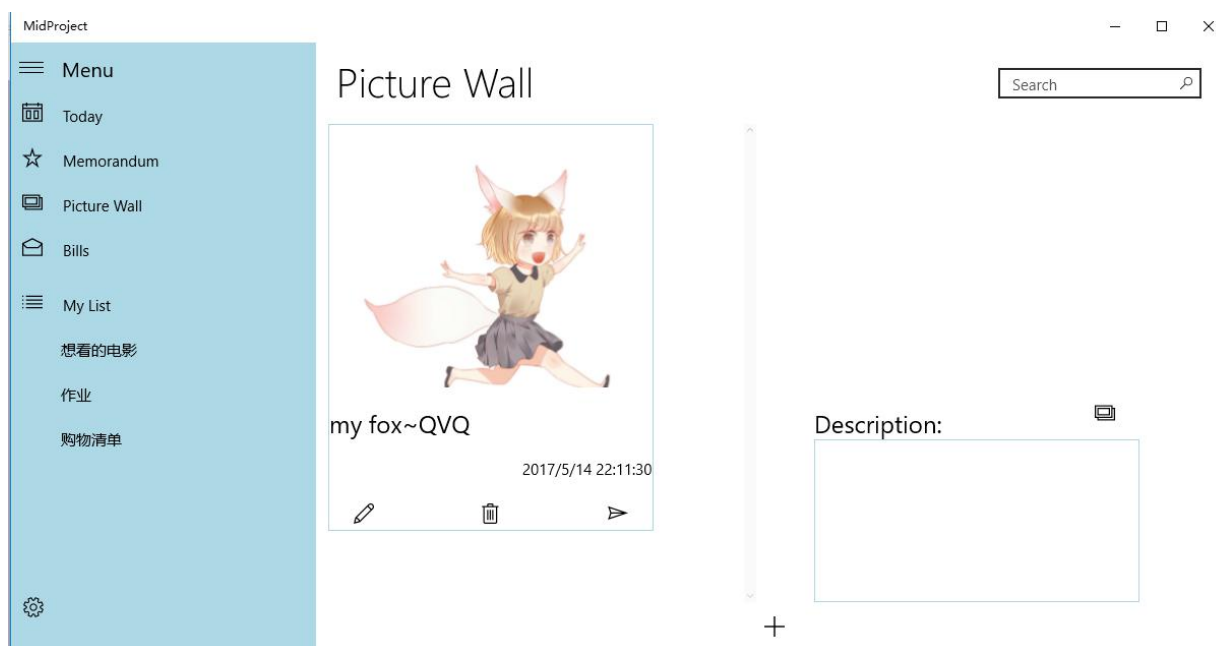 MidProject
Menu
Today
Memorandum
Picture Wall
Bills
My List
想看的电影
作业
购物清单
Picture Wall
Search
my fox~QVQ
2017/5/14 22:11:30
Description: